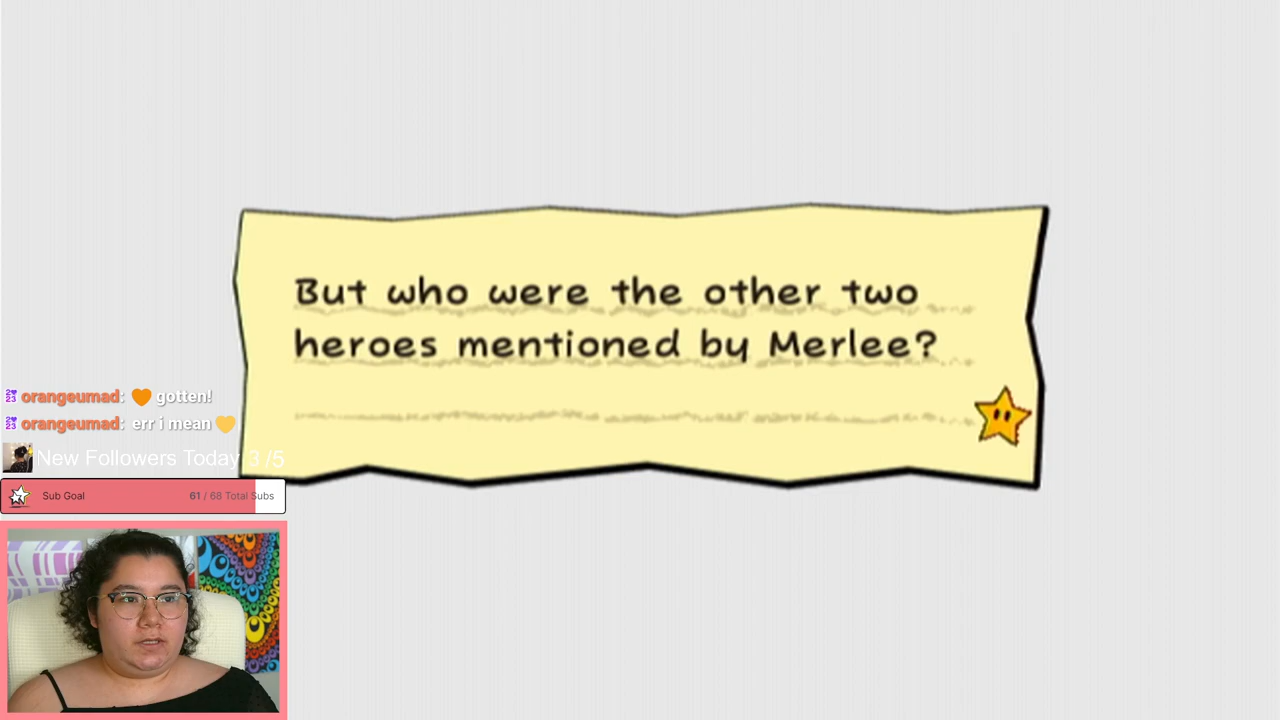 But who were the other two
heroes mentioned by Merlee?
orangeumad: 🧡 gotten!
orangeumad: err i mean 💛
New Followers Today 3 /5
Sub Goal 61 / 68 Total Subs